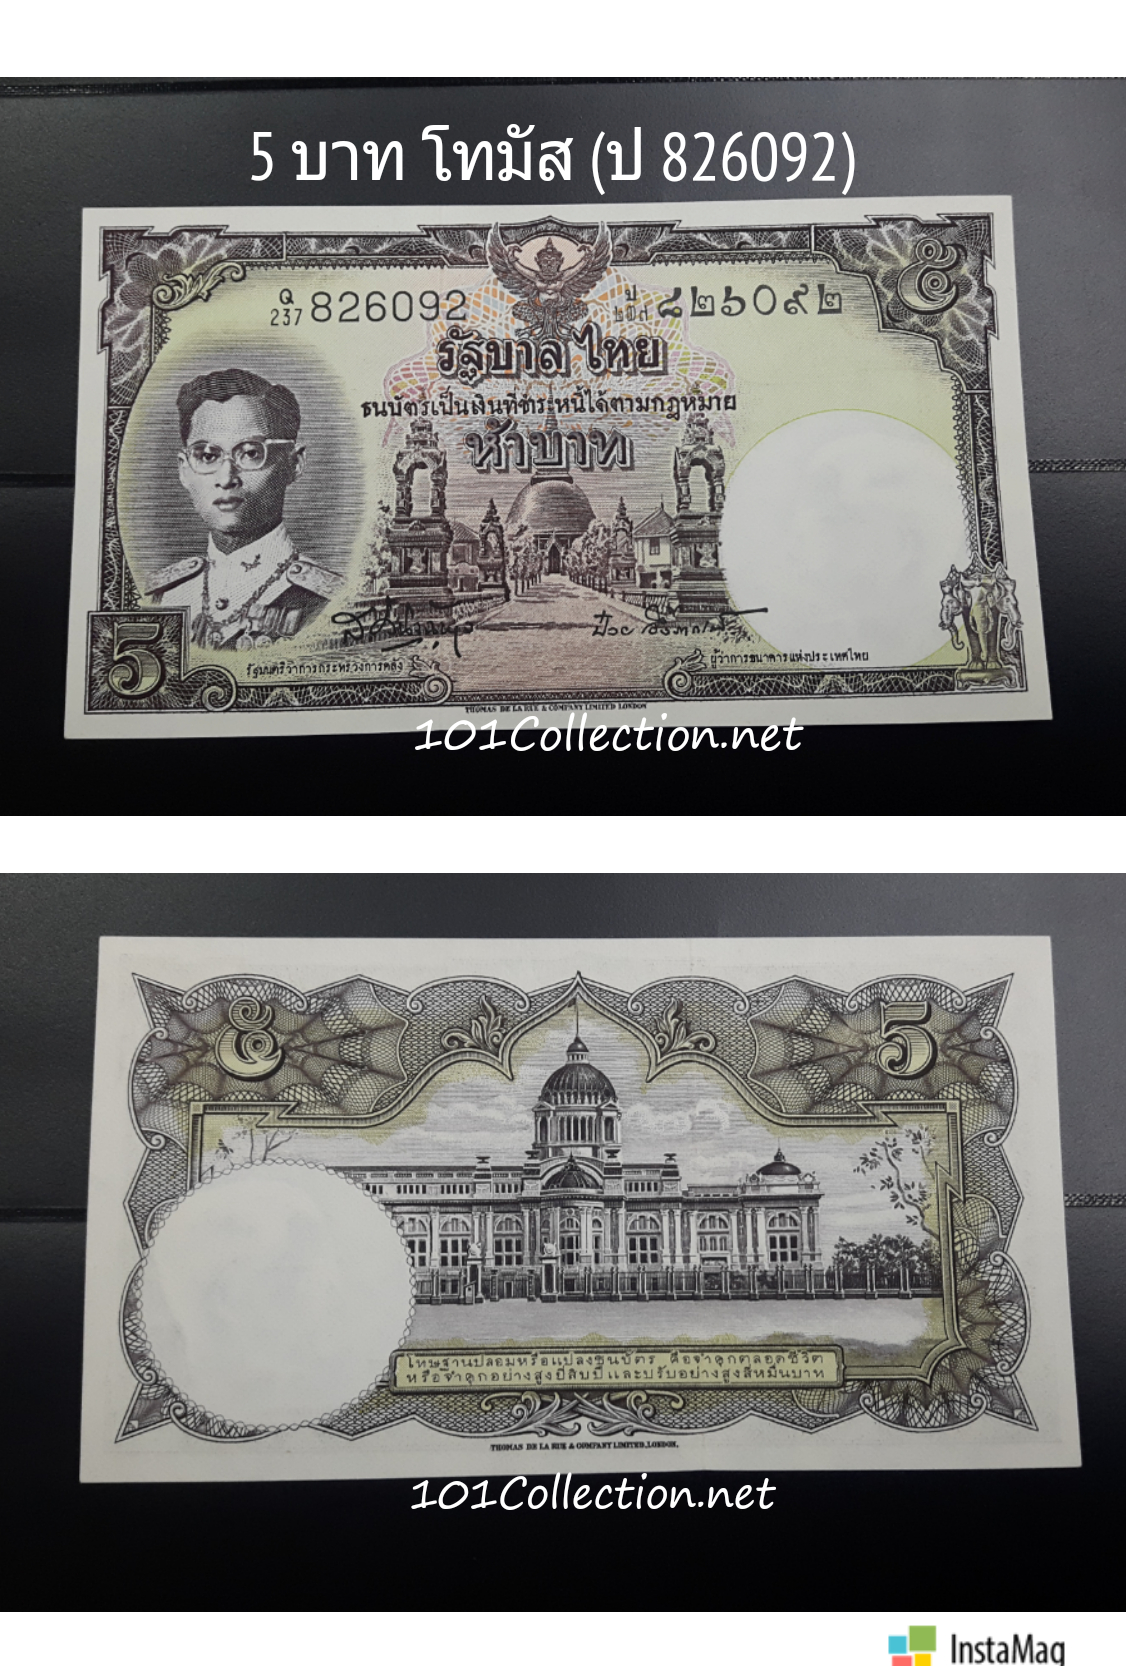 5 บาท โทมัส (ป 826092)
Q
237 826092
ป
๒๓๗ ๘๒๖๐๙๒
รัฐบาลไทย
ธนบัตร์เป็นเงินที่ชำระหนี้ได้ตามกฎหมาย
ห้าบาท
๕
5
รัฐมนตรีว่าการกระทรวงการคลัง
ผู้ว่าการธนาคารแห่งประเทศไทย
THOMAS DE LA RUE & COMPANY LIMITED LONDON
101Collection.net
๕
5
โทษฐานปลอมหรือแปลงธนบัตร คือจำคุกตลอดชีวิต
หรือจำคุกอย่างสูงยี่สิบปีและปรับอย่างสูงสี่หมื่นบาท
THOMAS DE LA RUE & COMPANY LIMITED, LONDON.
101Collection.net
InstaMag